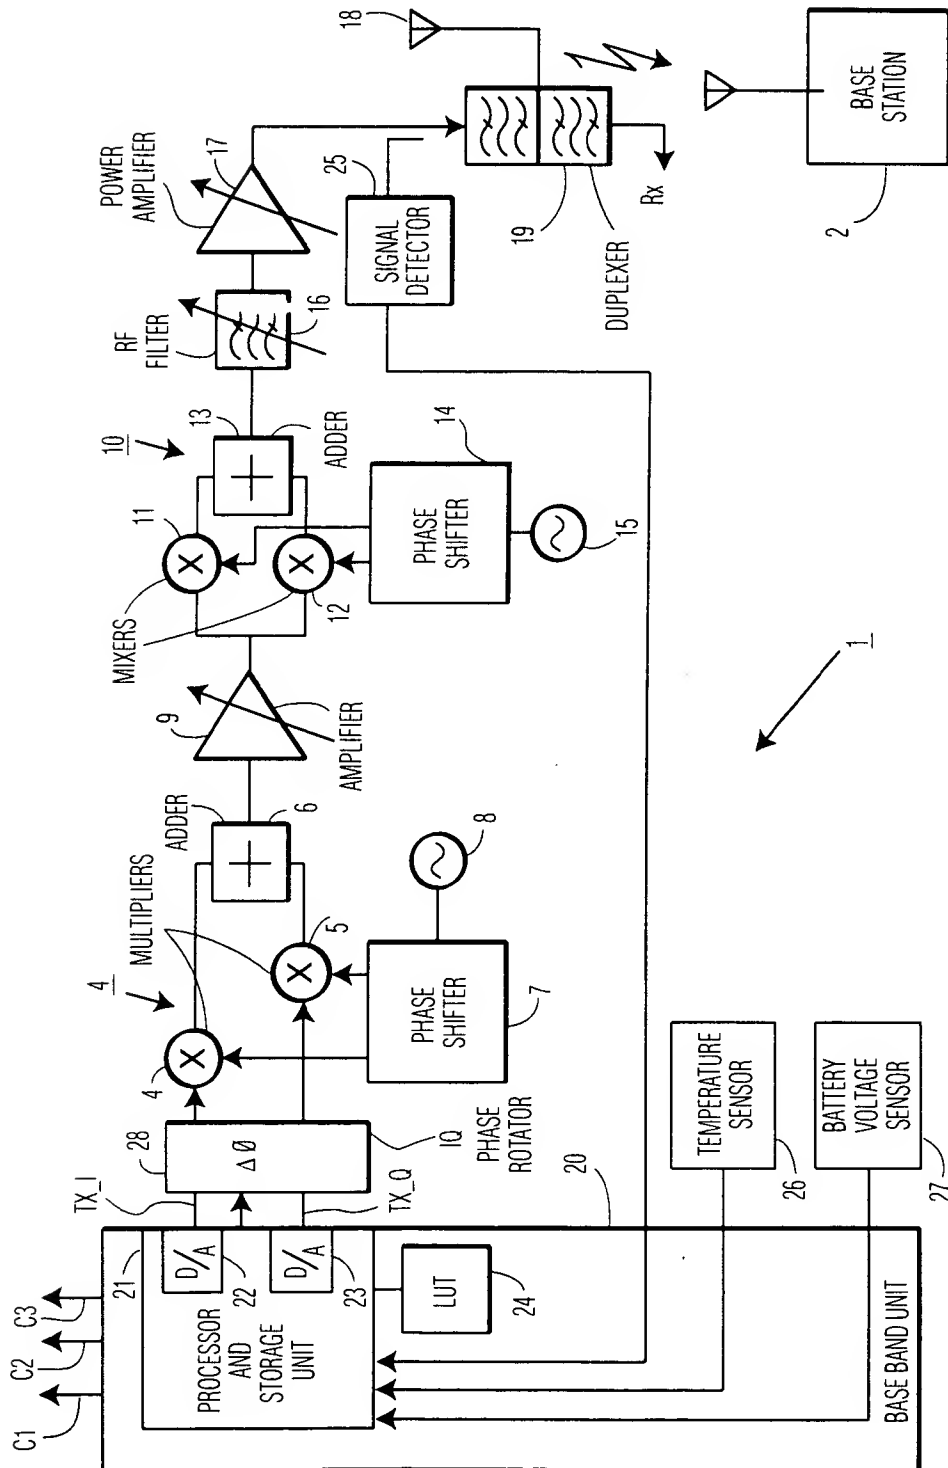 C1
C2
C3
21
PROCESSOR
AND
STORAGE
UNIT
D/A
22
D/A
23
LUT
24
BASE BAND UNIT
20
TX_I
TX_Q
28
Δ Ø
IQ
PHASE
ROTATOR
4
4
MULTIPLIERS
X
X
5
ADDER
+
6
PHASE
SHIFTER
7
8
9
AMPLIFIER
MIXERS
10
11
X
X
12
13
+
ADDER
PHASE
SHIFTER
14
15
RF
FILTER
16
POWER
AMPLIFIER
17
SIGNAL
DETECTOR
25
18
19
DUPLEXER
Rx
BASE
STATION
2
1
TEMPERATURE
SENSOR
26
BATTERY
VOLTAGE
SENSOR
27